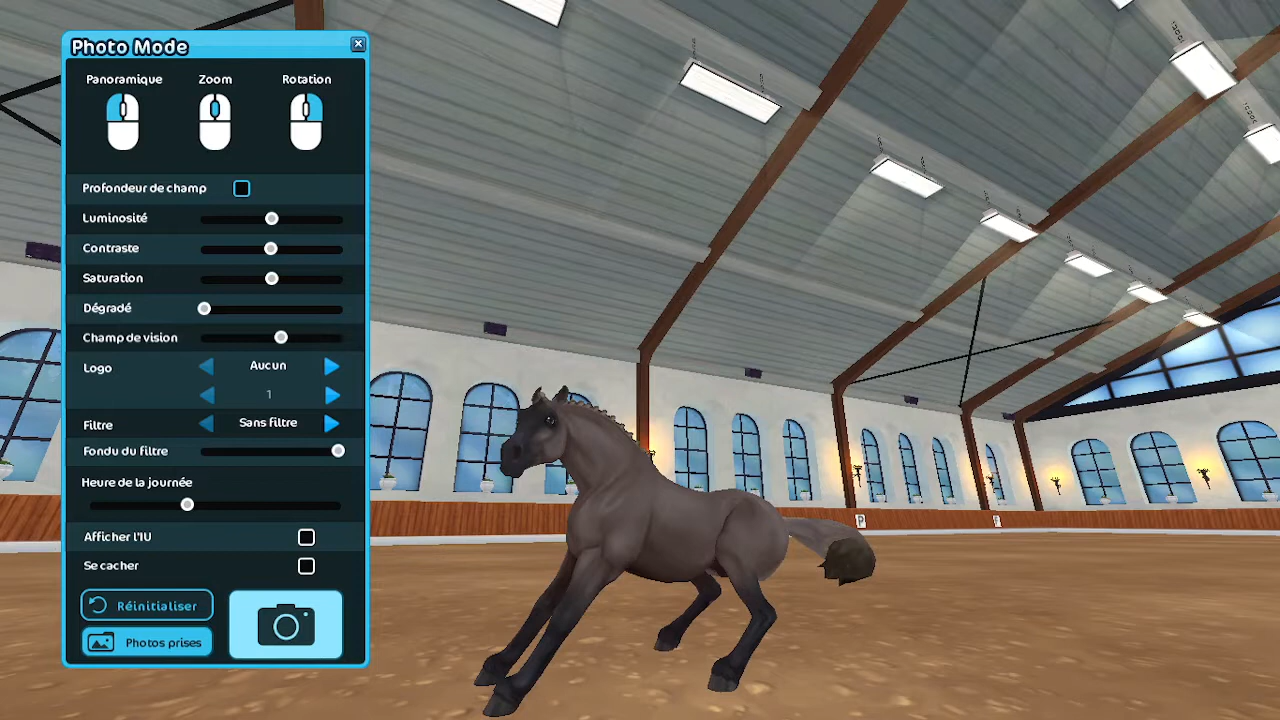 Photo Mode
Panoramique Zoom Rotation
Profondeur de champ
Luminosité
Contraste
Saturation
Dégradé
Champ de vision
Logo Aucun
1
Filtre Sans filtre
Fondu du filtre
Heure de la journée
Afficher l'IU
Se cacher
Réinitialiser
Photos prises
P